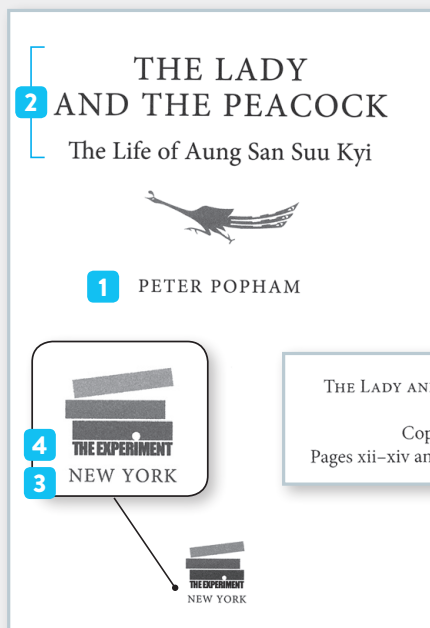 2
THE LADY
AND THE PEACOCK
The Life of Aung San Suu Kyi
1 PETER POPHAM
THE EXPERIMENT
4
3 NEW YORK
THE LADY AN
Cop
Pages xii–xiv an
THE EXPERIMENT
NEW YORK